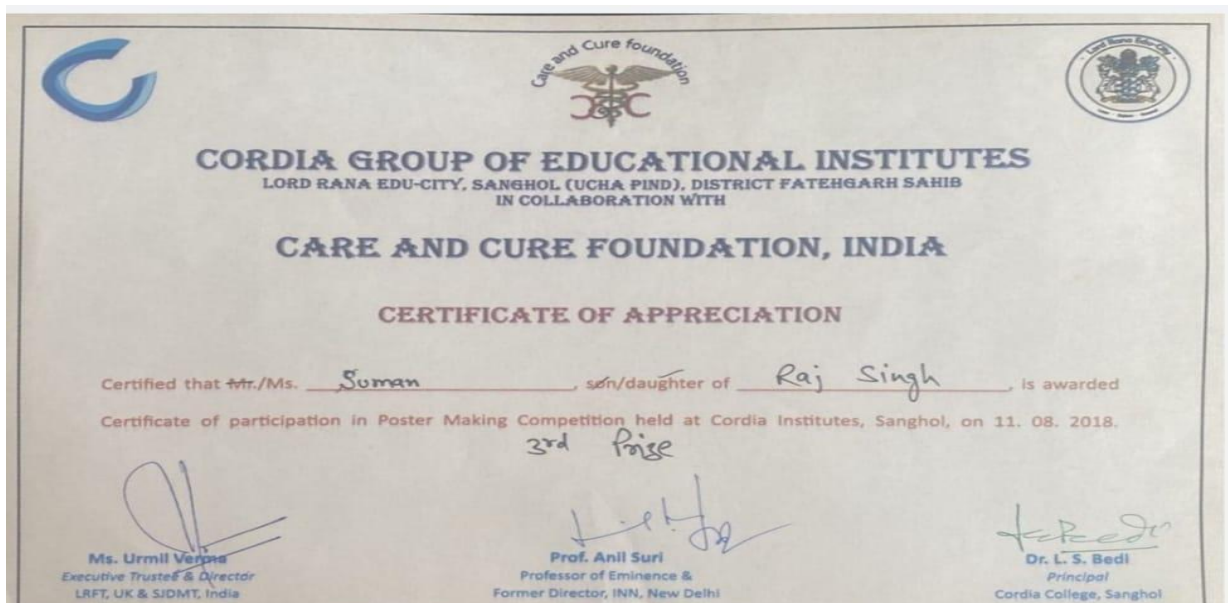 Care and Cure foundation
Lord Rana Edu-City
CORDIA GROUP OF EDUCATIONAL INSTITUTES
LORD RANA EDU-CITY, SANGHOL (UCHA PIND), DISTRICT FATEHGARH SAHIB
IN COLLABORATION WITH
CARE AND CURE FOUNDATION, INDIA
CERTIFICATE OF APPRECIATION
Certified that Mr./Ms. Suman, son/daughter of Raj Singh, is awarded
Certificate of participation in Poster Making Competition held at Cordia Institutes, Sanghol, on 11. 08. 2018.
3rd Prize
Ms. Urmil Verma
Executive Trustee & Director
LRFT, UK & SJDMT, India
Prof. Anil Suri
Professor of Eminence &
Former Director, INN, New Delhi
Dr. L. S. Bedi
Principal
Cordia College, Sanghol